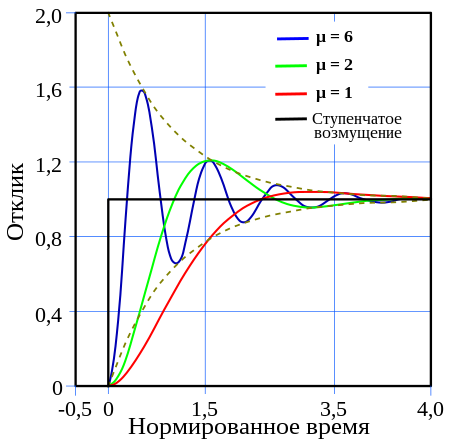 2,0
1,6
1,2
0,8
0,4
0
Отклик
μ = 6
μ = 2
μ = 1
Ступенчатое
возмущение
-0,5 0 1,5 3,5 4,0
Нормированное время